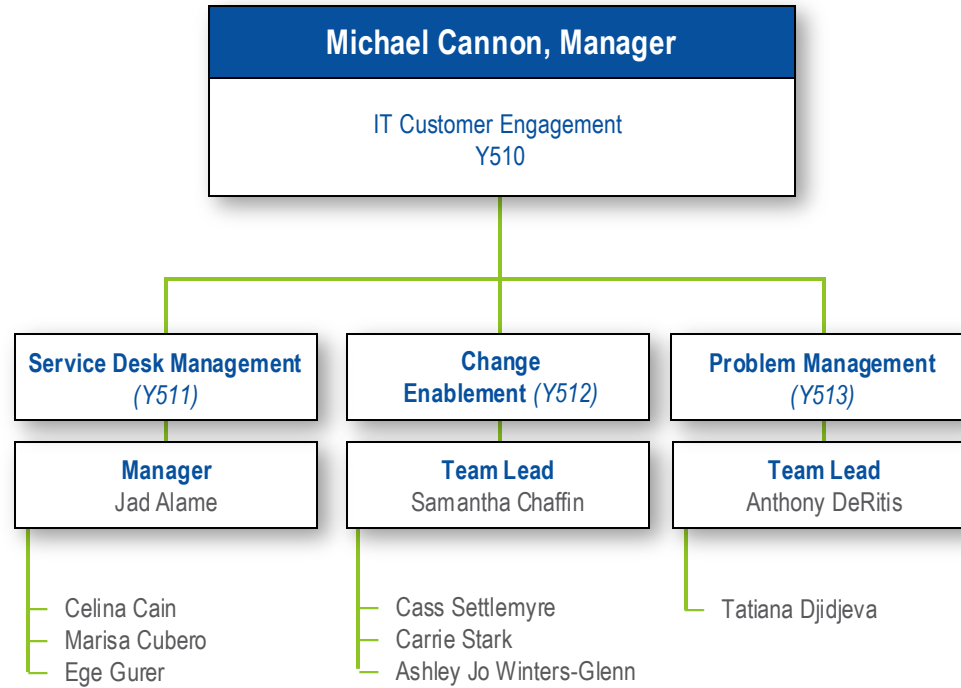 Michael Cannon, Manager
IT Customer Engagement
Y510
Service Desk Management
(Y511)
Manager
Jad Alame
Celina Cain
Marisa Cubero
Ege Gurer
Change
Enablement (Y512)
Team Lead
Samantha Chaffin
Cass Settlemyre
Carrie Stark
Ashley Jo Winters-Glenn
Problem Management
(Y513)
Team Lead
Anthony DeRitis
Tatiana Djidjeva